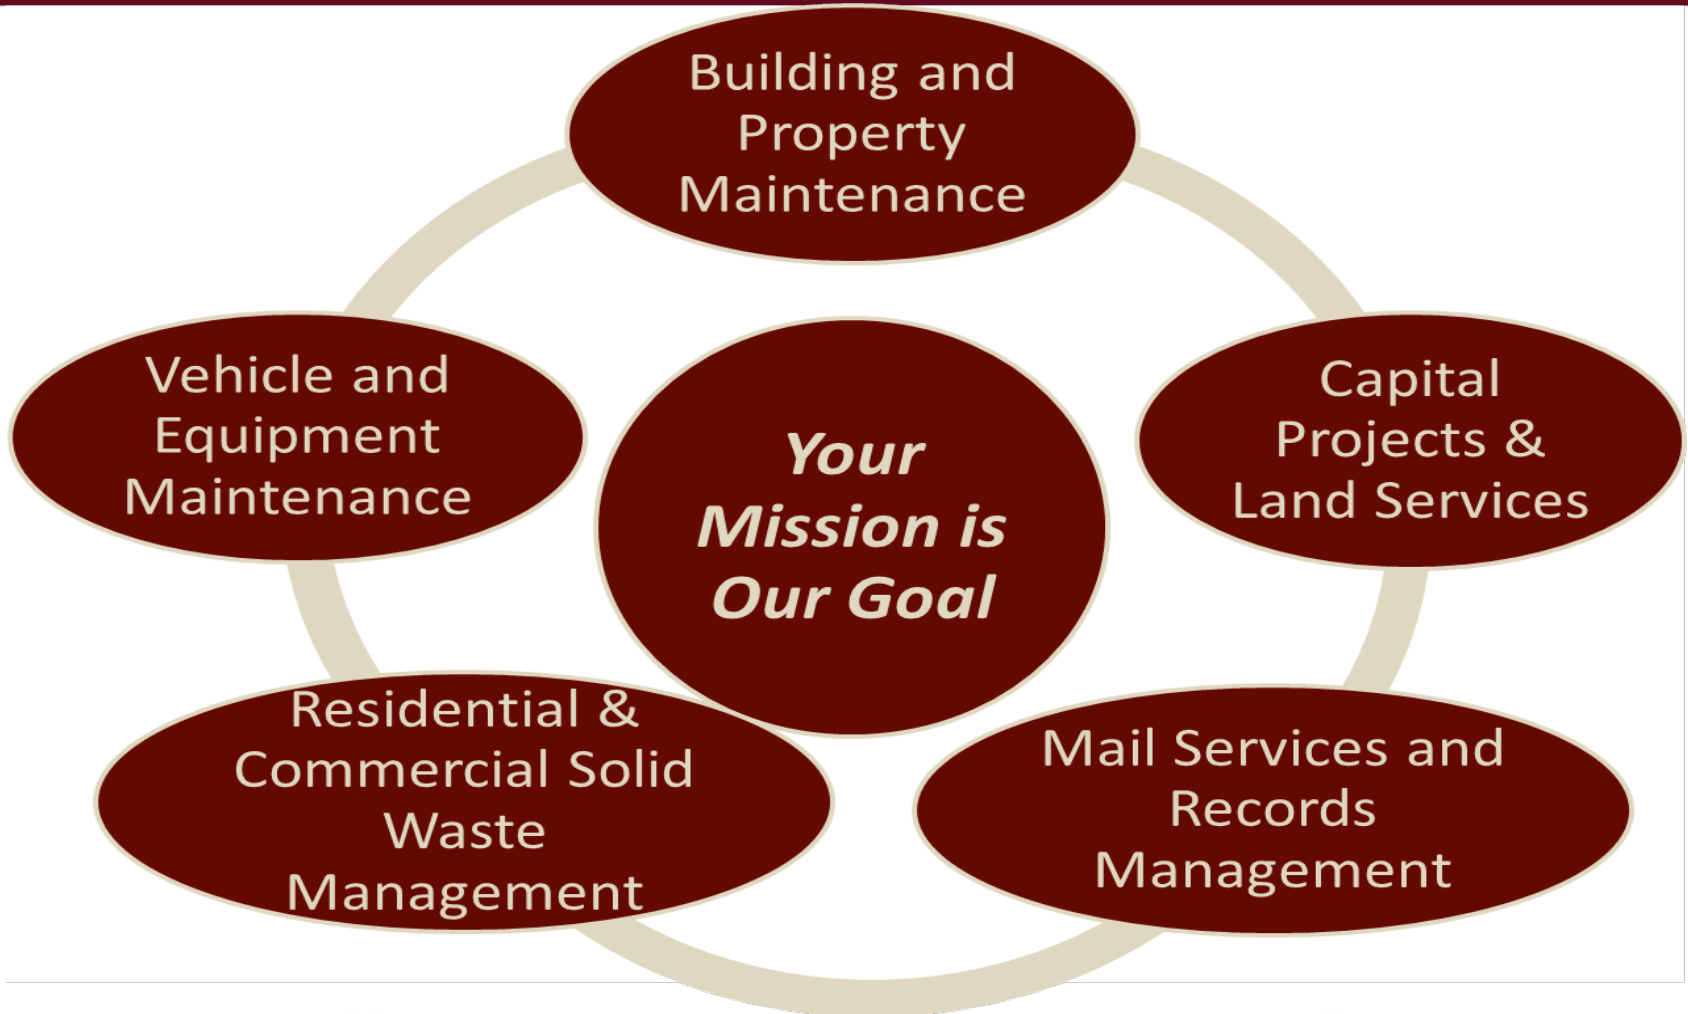 Building and
Property
Maintenance
Vehicle and
Equipment
Maintenance
Capital
Projects &
Land Services
Your
Mission is
Our Goal
Residential &
Commercial Solid
Waste
Management
Mail Services and
Records
Management